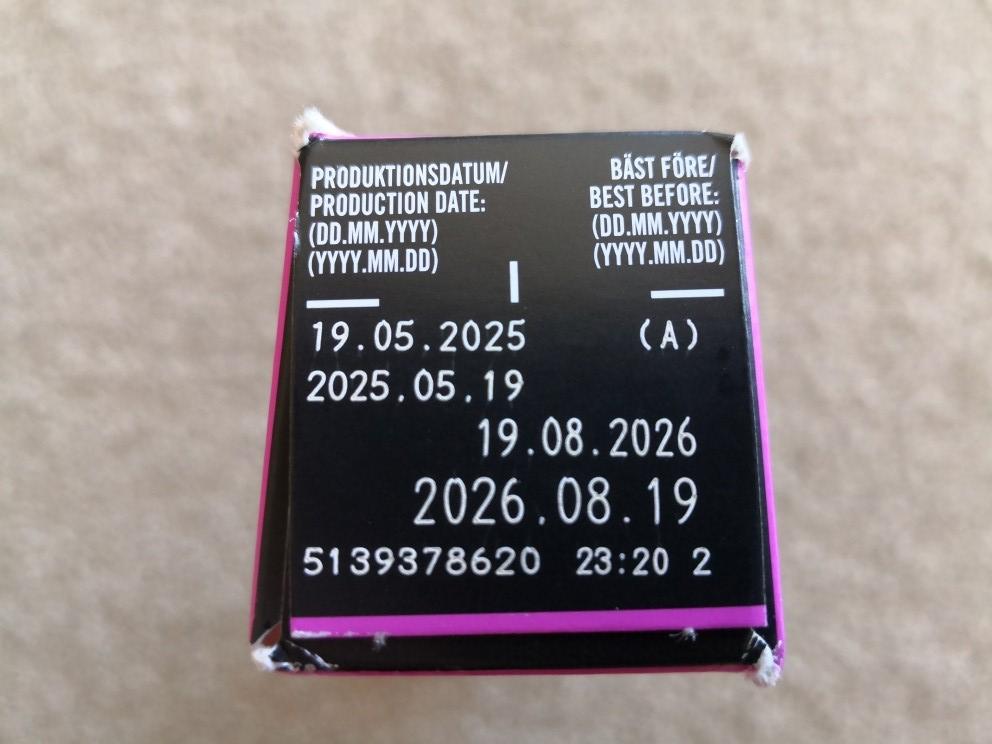 PRODUKTIONSDATUM/
PRODUCTION DATE:
(DD.MM.YYYY)
(YYYY.MM.DD)
BÄST FÖRE/
BEST BEFORE:
(DD.MM.YYYY)
(YYYY.MM.DD)
19.05.2025 (A)
2025.05.19
19.08.2026
2026.08.19
5139378620 23:20 2